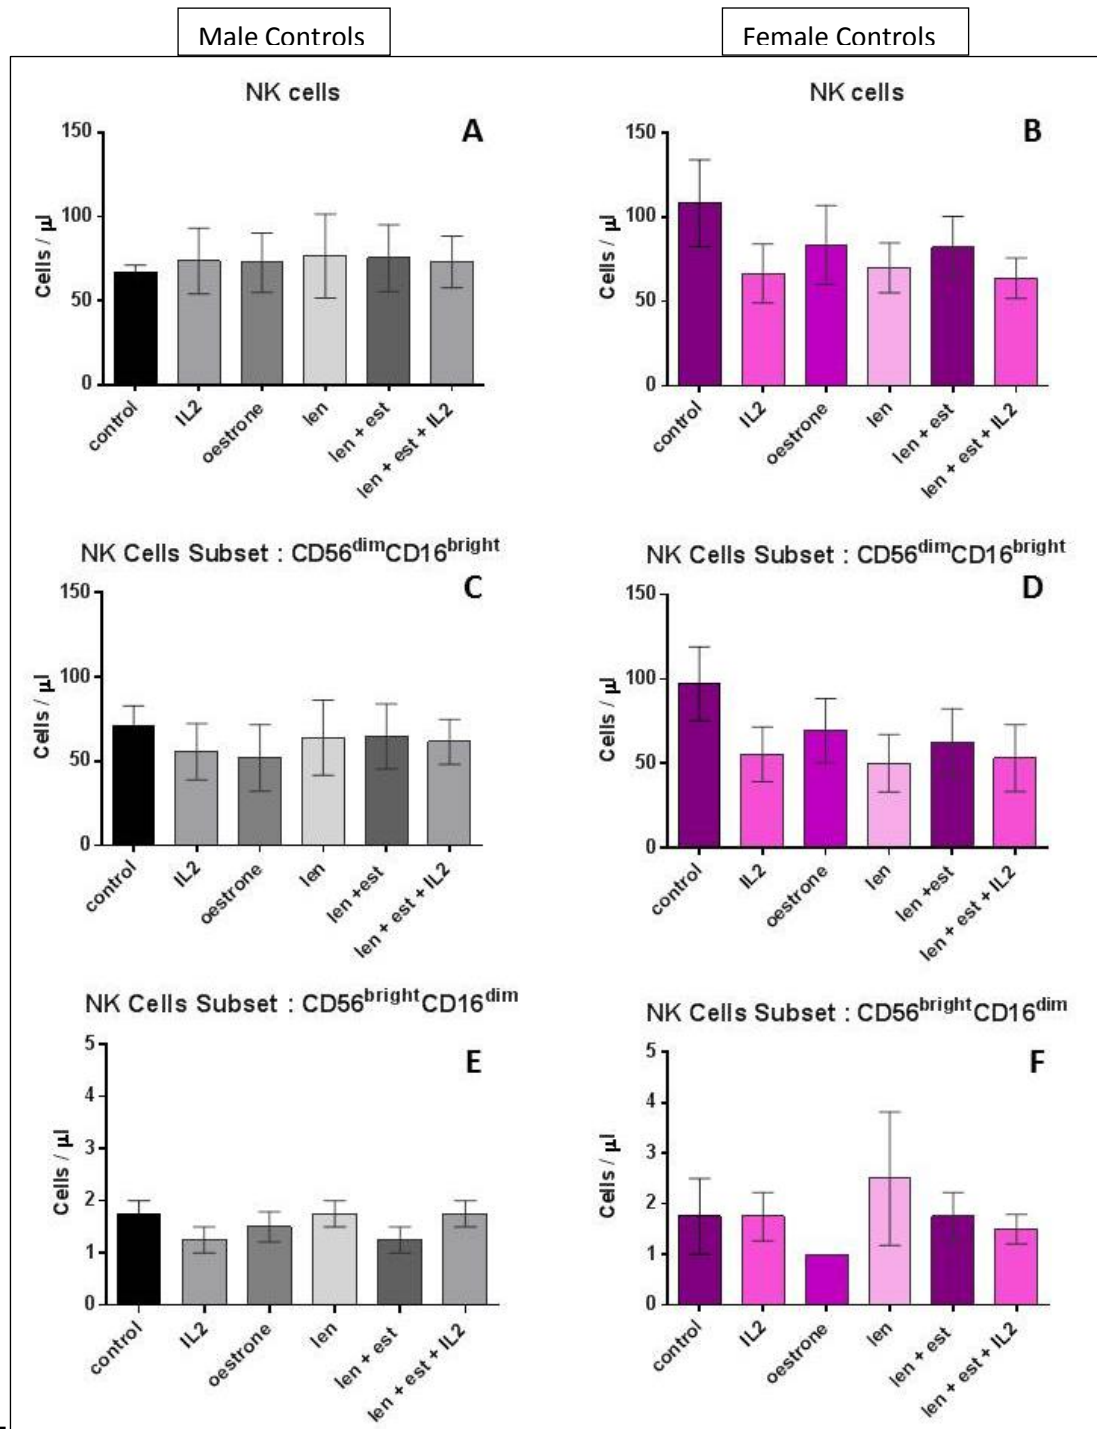 Male Controls
Female Controls
NK cells
A
150
100
50
0
Cells / µl
control
IL2
oestrone
len
len + est
len + est + IL2
NK cells
B
150
100
50
0
Cells / µl
control
IL2
oestrone
len
len + est
len + est + IL2
NK Cells Subset : CD56dimCD16bright
C
150
100
50
0
Cells / µl
control
IL2
oestrone
len
len +est
len + est + IL2
NK Cells Subset : CD56dimCD16bright
D
150
100
50
0
Cells / µl
control
IL2
oestrone
len
len +est
len + est + IL2
NK Cells Subset : CD56brightCD16dim
E
5
4
3
2
1
0
Cells / µl
control
IL2
oestrone
len
len + est
len + est + IL2
NK Cells Subset : CD56brightCD16dim
F
5
4
3
2
1
0
Cells / µl
control
IL2
oestrone
len
len + est
len + est + IL2